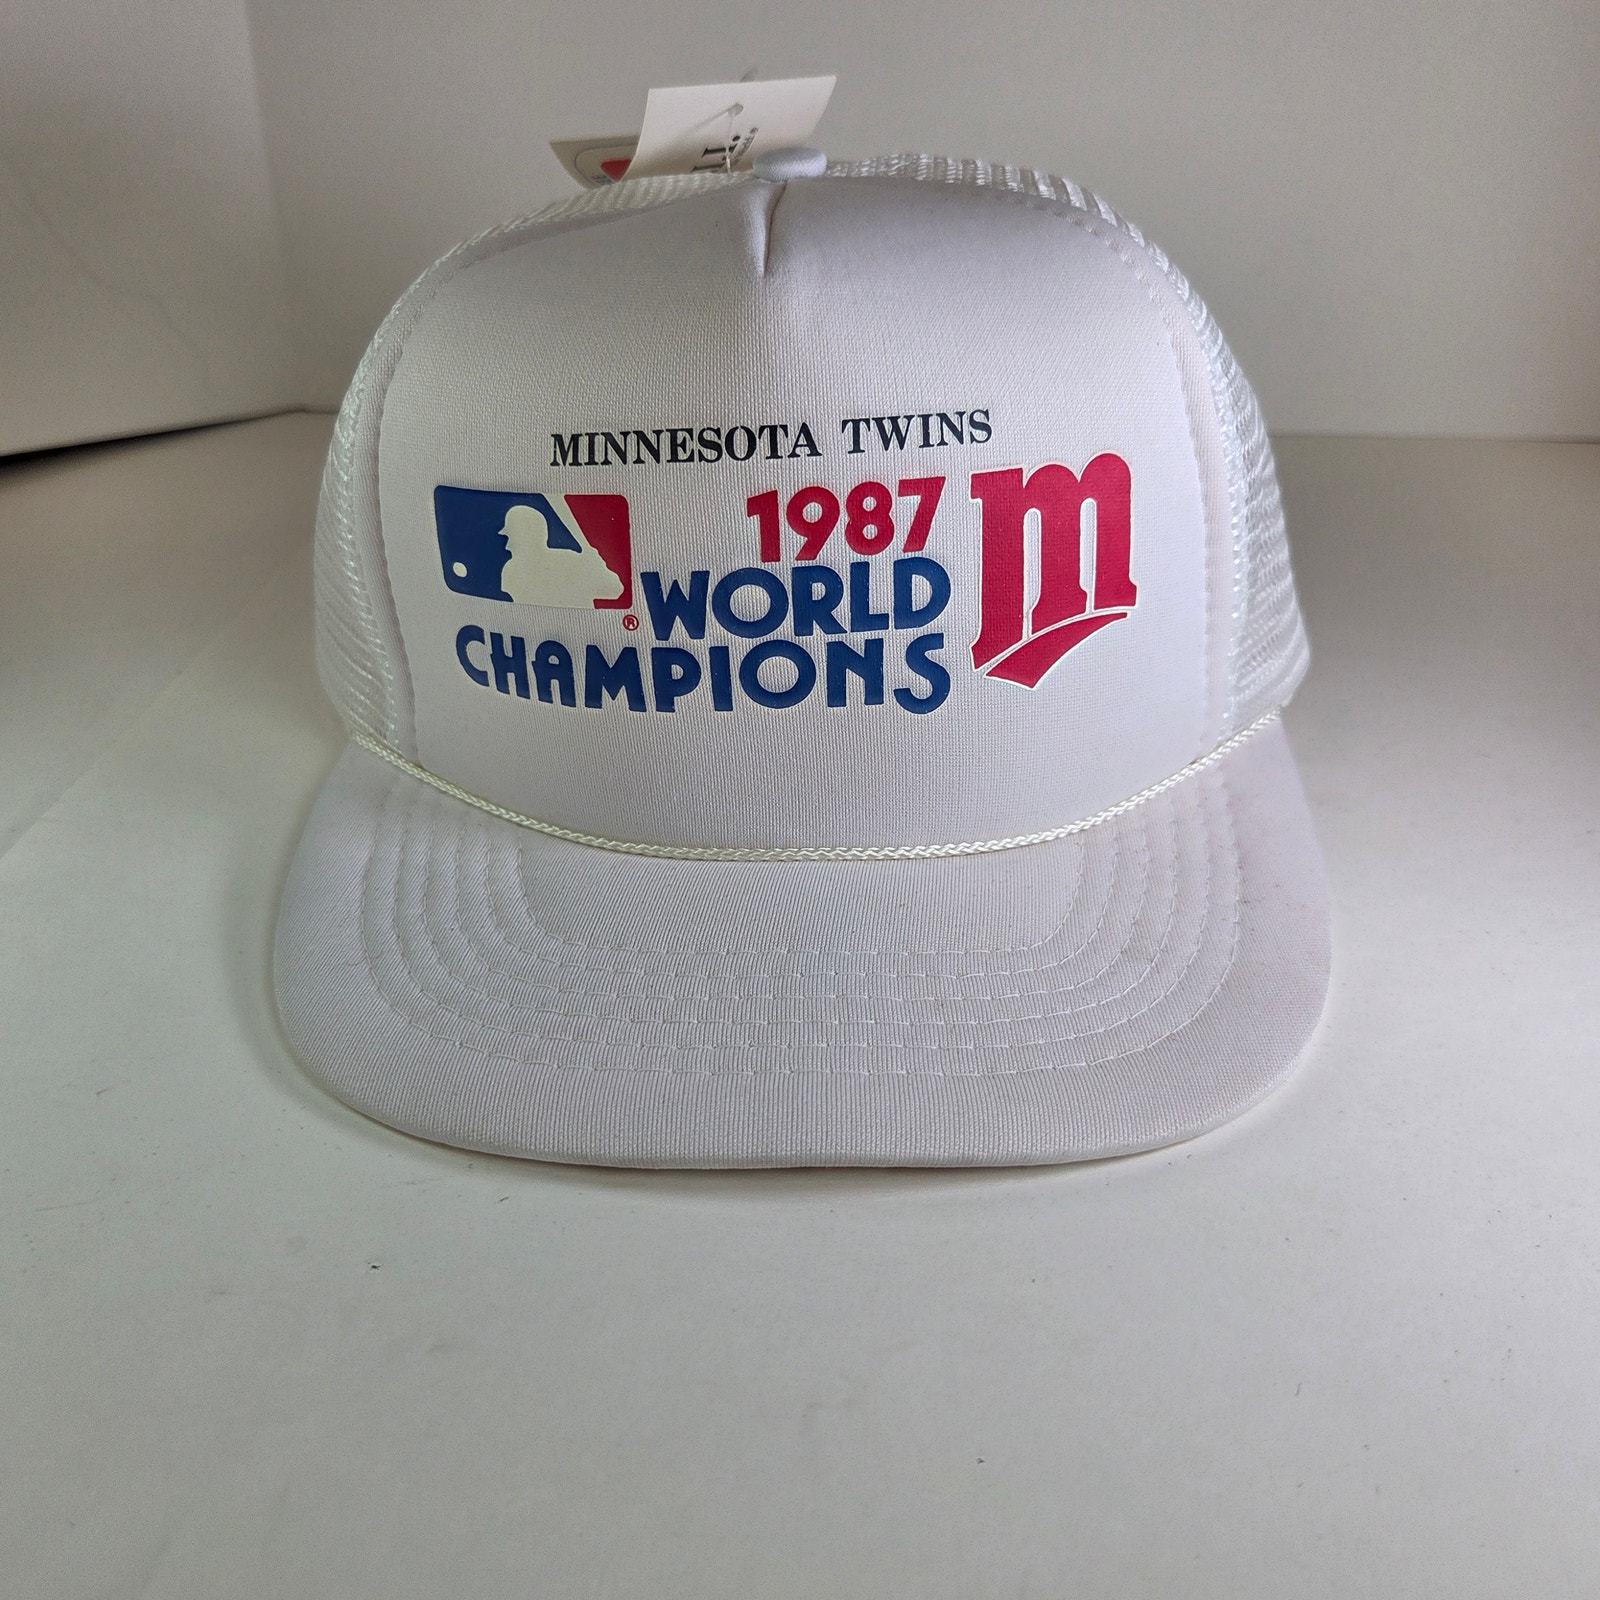 MINNESOTA TWINS
1987
WORLD
CHAMPIONS
®
m